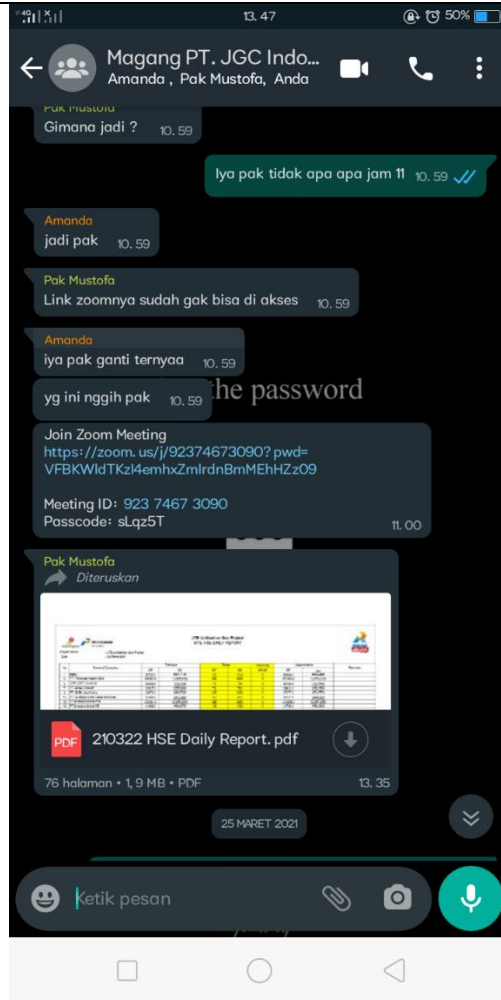 4G
13.47
50%
Magang PT. JGC Indo...
Amanda , Pak Mustofa, Anda
Pak Mustofa
Gimana jadi ? 10.59
Iya pak tidak apa apa jam 11 10.59
Amanda
jadi pak 10.59
Pak Mustofa
Link zoomnya sudah gak bisa di akses 10.59
Amanda
iya pak ganti ternyaa 10.59
the password
yg ini nggih pak 10.59
Join Zoom Meeting
https://zoom.us/j/92374673090?pwd=
VFBKWldTKzl4emhxZmlrdnBmMEhHZz09
Meeting ID: 923 7467 3090
Passcode: sLqz5T
11.00
Pak Mustofa
Diteruskan
PDF
210322 HSE Daily Report.pdf
76 halaman • 1,9 MB • PDF 13.35
25 MARET 2021
Ketik pesan